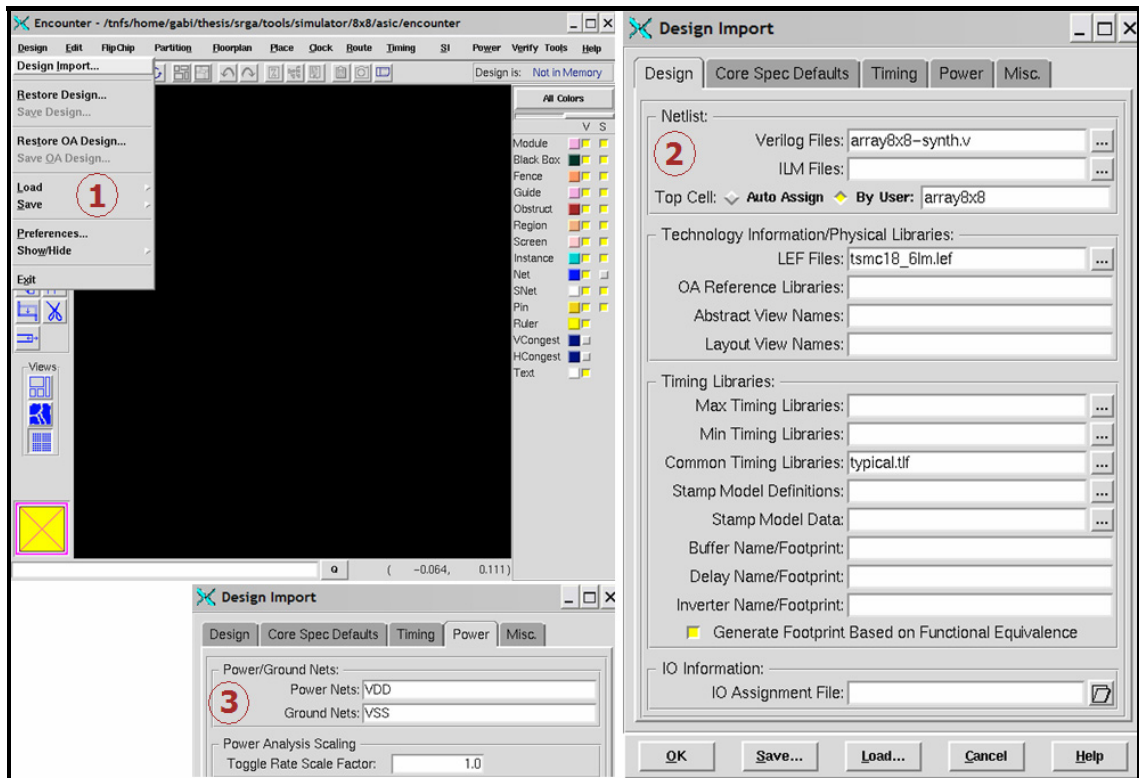 Encounter - /tnfs/home/gabi/thesis/srga/tools/simulator/8x8/asic/encounter
Design Edit FlipChip Partition Floorplan Place Clock Route Timing SI Power Verify Tools Help
Design Import...
Design is: Not in Memory
Restore Design...
Save Design...
Restore OA Design...
Save OA Design...
Load
Save
1
Preferences...
Show/Hide
Exit
Views
All Colors
V S
Module
Black Box
Fence
Guide
Obstruct
Region
Screen
Instance
Net
SNet
Pin
Ruler
VCongest
HCongest
Text
Q ( -0.064, 0.111)
Design Import
Design Core Spec Defaults Timing Power Misc.
Netlist:
2
Verilog Files: array8x8-synth.v ...
ILM Files: ...
Top Cell: Auto Assign By User: array8x8
Technology Information/Physical Libraries:
LEF Files: tsmc18_6lm.lef ...
OA Reference Libraries:
Abstract View Names:
Layout View Names:
Timing Libraries:
Max Timing Libraries: ...
Min Timing Libraries: ...
Common Timing Libraries: typical.tlf ...
Stamp Model Definitions: ...
Stamp Model Data: ...
Buffer Name/Footprint:
Delay Name/Footprint:
Inverter Name/Footprint:
Generate Footprint Based on Functional Equivalence
IO Information:
IO Assignment File:
OK Save... Load... Cancel Help
Design Import
Design Core Spec Defaults Timing Power Misc.
Power/Ground Nets:
3
Power Nets: VDD
Ground Nets: VSS
Power Analysis Scaling
Toggle Rate Scale Factor: 1.0